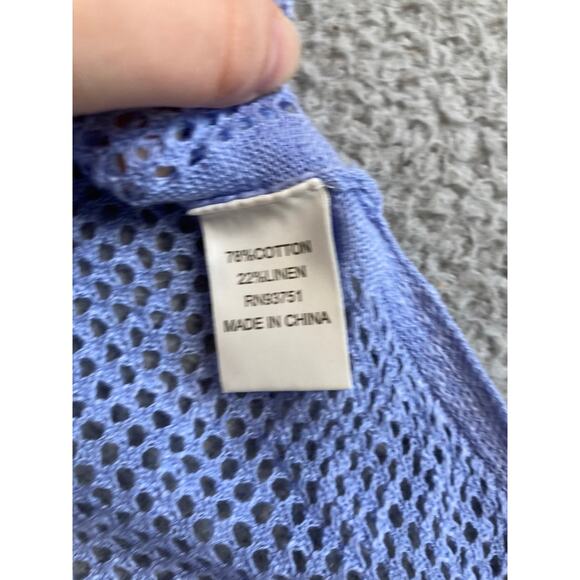 78%COTTON
22%LINEN
RN93751
MADE IN CHINA